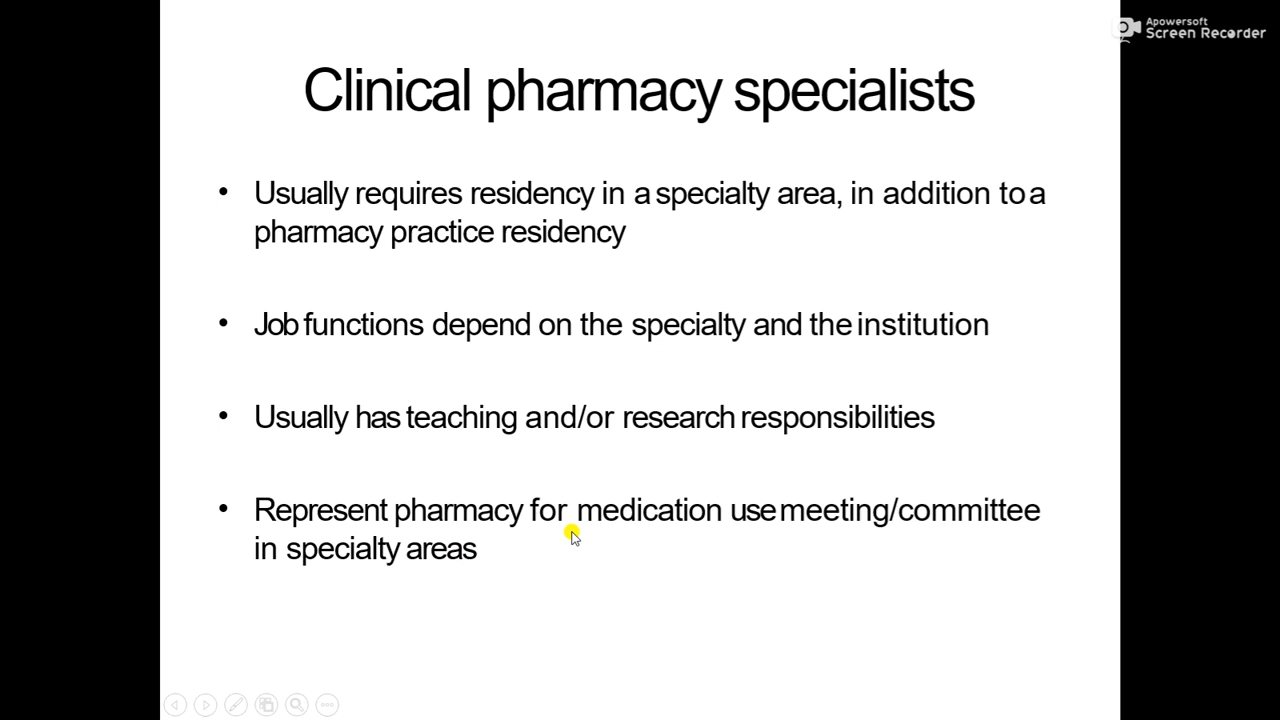 Apowersoft
Screen Recorder
Clinical pharmacy specialists
• Usually requires residency in a specialty area, in addition to a
pharmacy practice residency
• Job functions depend on the specialty and the institution
• Usually has teaching and/or research responsibilities
• Represent pharmacy for medication use meeting/committee
in specialty areas